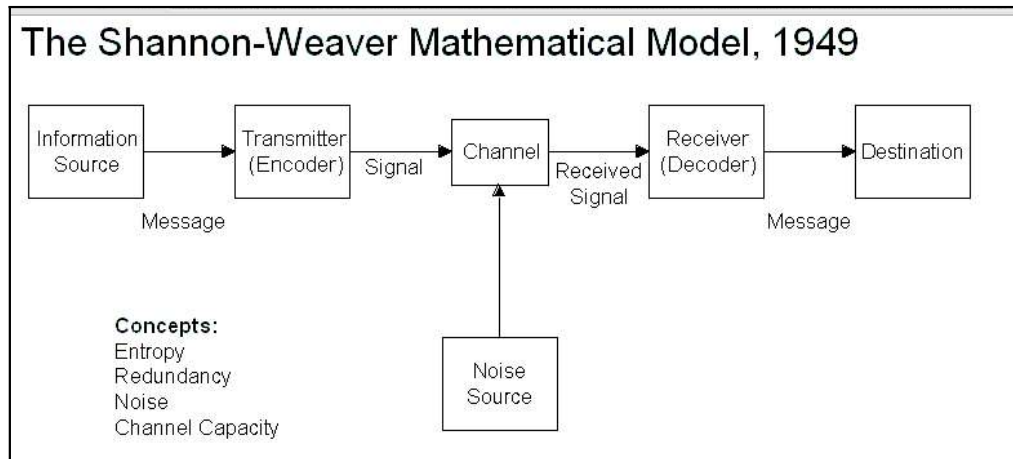 The Shannon-Weaver Mathematical Model, 1949
Information
Source
Transmitter
(Encoder)
Channel
Receiver
(Decoder)
Destination
Signal
Received
Signal
Message
Message
Concepts:
Entropy
Redundancy
Noise
Channel Capacity
Noise
Source